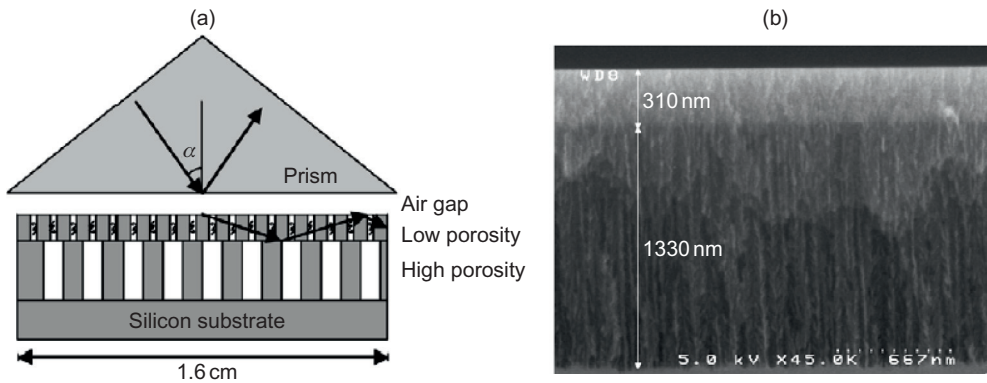 (a)
α
Prism
Air gap
Low porosity
High porosity
Silicon substrate
1.6 cm
(b)
WD8
310 nm
1330 nm
5.0 kV X45.0K 667nm